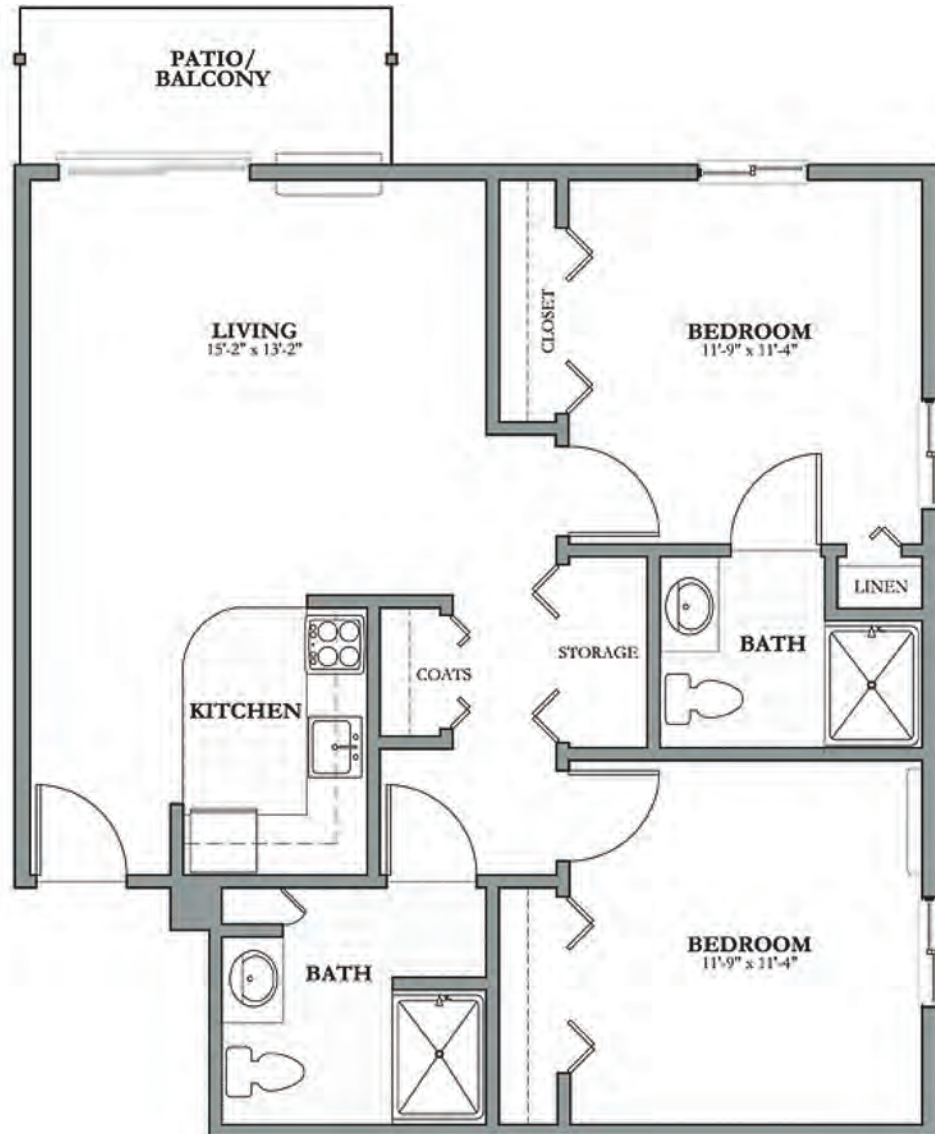 PATIO/
BALCONY
LIVING
15'-2" x 13'-2"
CLOSET
BEDROOM
11'-9" x 11'-4"
LINEN
BATH
STORAGE
COATS
KITCHEN
BATH
BEDROOM
11'-9" x 11'-4"